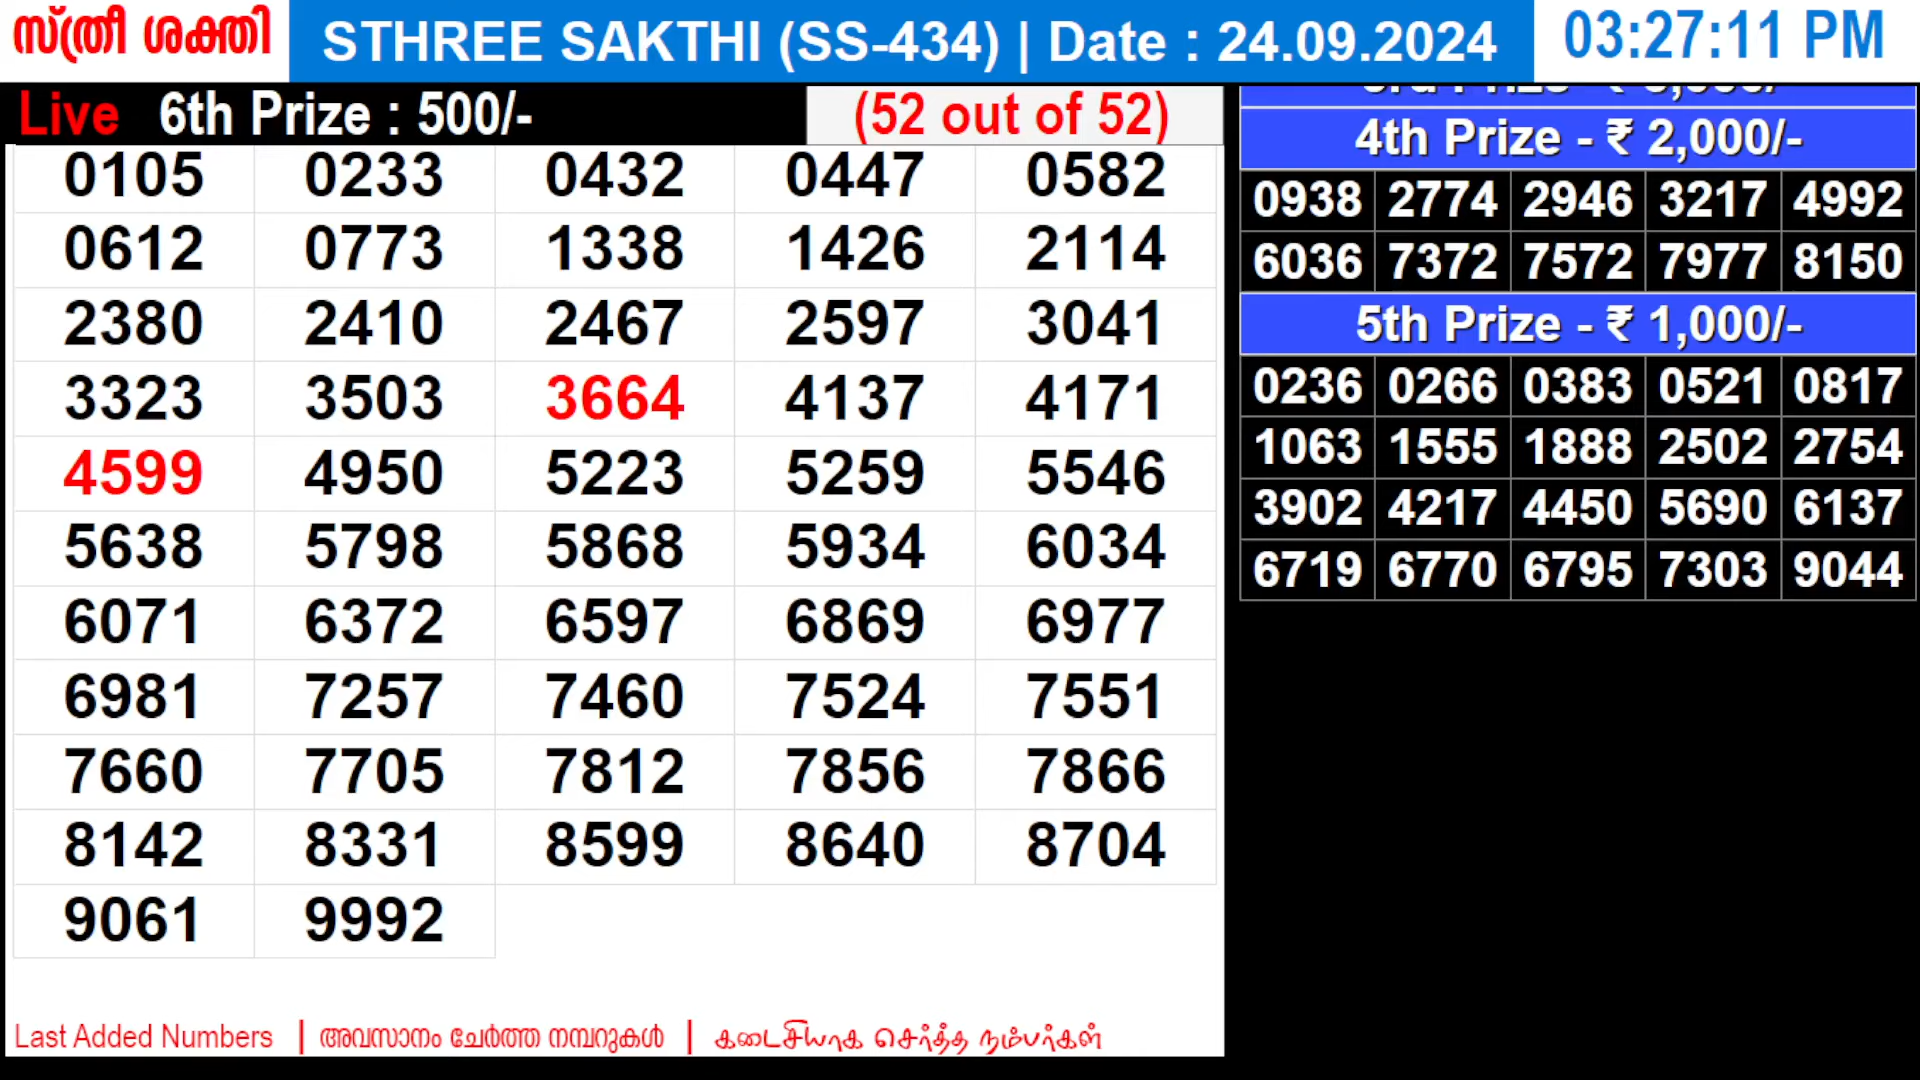 സ്ത്രീ ശക്തി
STHREE SAKTHI (SS-434) | Date : 24.09.2024
03:27:11 PM
Live 6th Prize : 500/-
(52 out of 52)
0105 0233 0432 0447 0582
0612 0773 1338 1426 2114
2380 2410 2467 2597 3041
3323 3503 3664 4137 4171
4599 4950 5223 5259 5546
5638 5798 5868 5934 6034
6071 6372 6597 6869 6977
6981 7257 7460 7524 7551
7660 7705 7812 7856 7866
8142 8331 8599 8640 8704
9061 9992
Last Added Numbers | അവസാനം ചേർത്ത നമ്പറുകൾ | கடைசியாக சேர்த்த நம்பர்கள்
4th Prize - ₹ 2,000/-
0938 2774 2946 3217 4992
6036 7372 7572 7977 8150
5th Prize - ₹ 1,000/-
0236 0266 0383 0521 0817
1063 1555 1888 2502 2754
3902 4217 4450 5690 6137
6719 6770 6795 7303 9044